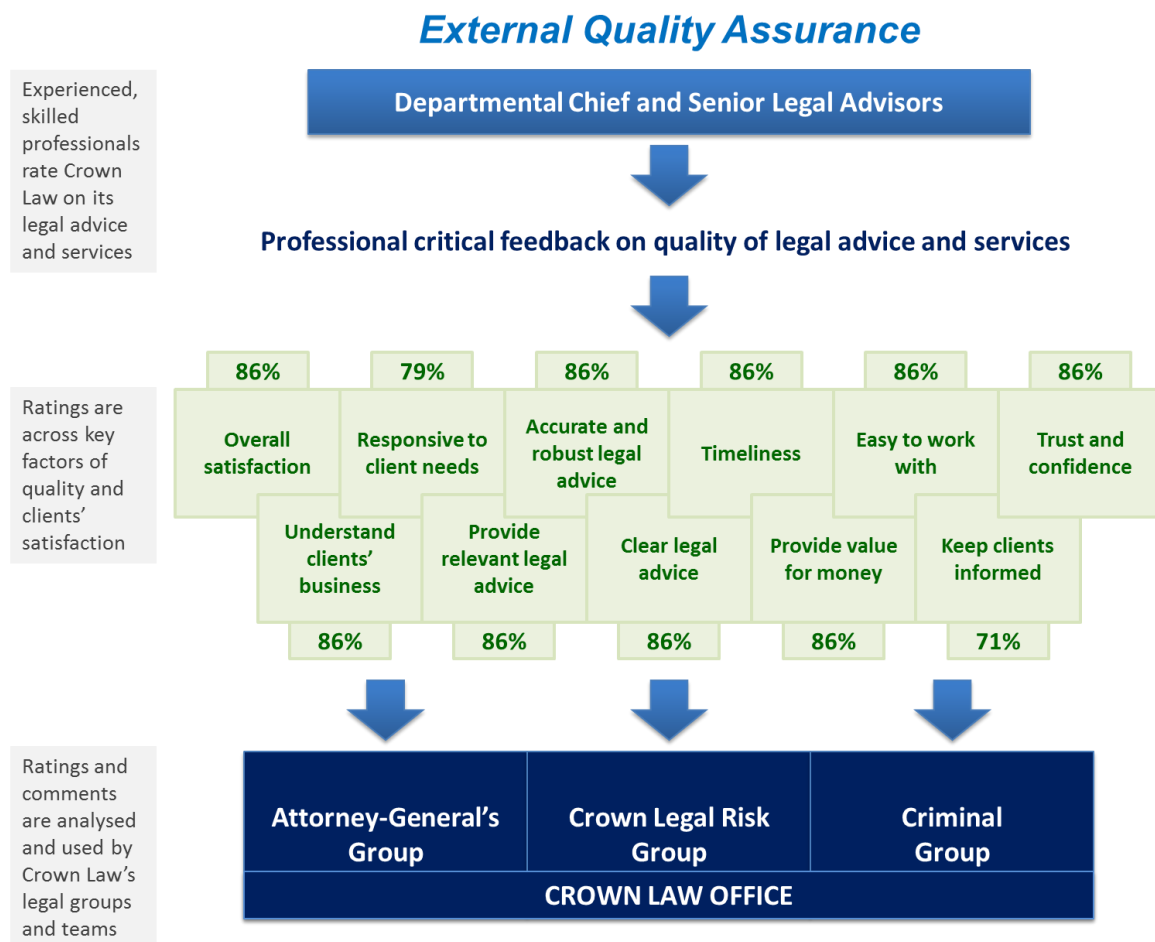 External Quality Assurance
Experienced,
skilled
professionals
rate Crown
Law on its
legal advice
and services
Departmental Chief and Senior Legal Advisors
Professional critical feedback on quality of legal advice and services
Ratings are
across key
factors of
quality and
clients’
satisfaction
86%
79%
86%
86%
86%
86%
Overall
satisfaction
Responsive to
client needs
Accurate and
robust legal
advice
Timeliness
Easy to work
with
Trust and
confidence
Understand
clients’
business
Provide
relevant legal
advice
Clear legal
advice
Provide value
for money
Keep clients
informed
86%
86%
86%
86%
71%
Ratings and
comments
are analysed
and used by
Crown Law’s
legal groups
and teams
Attorney-General’s
Group
Crown Legal Risk
Group
Criminal
Group
CROWN LAW OFFICE